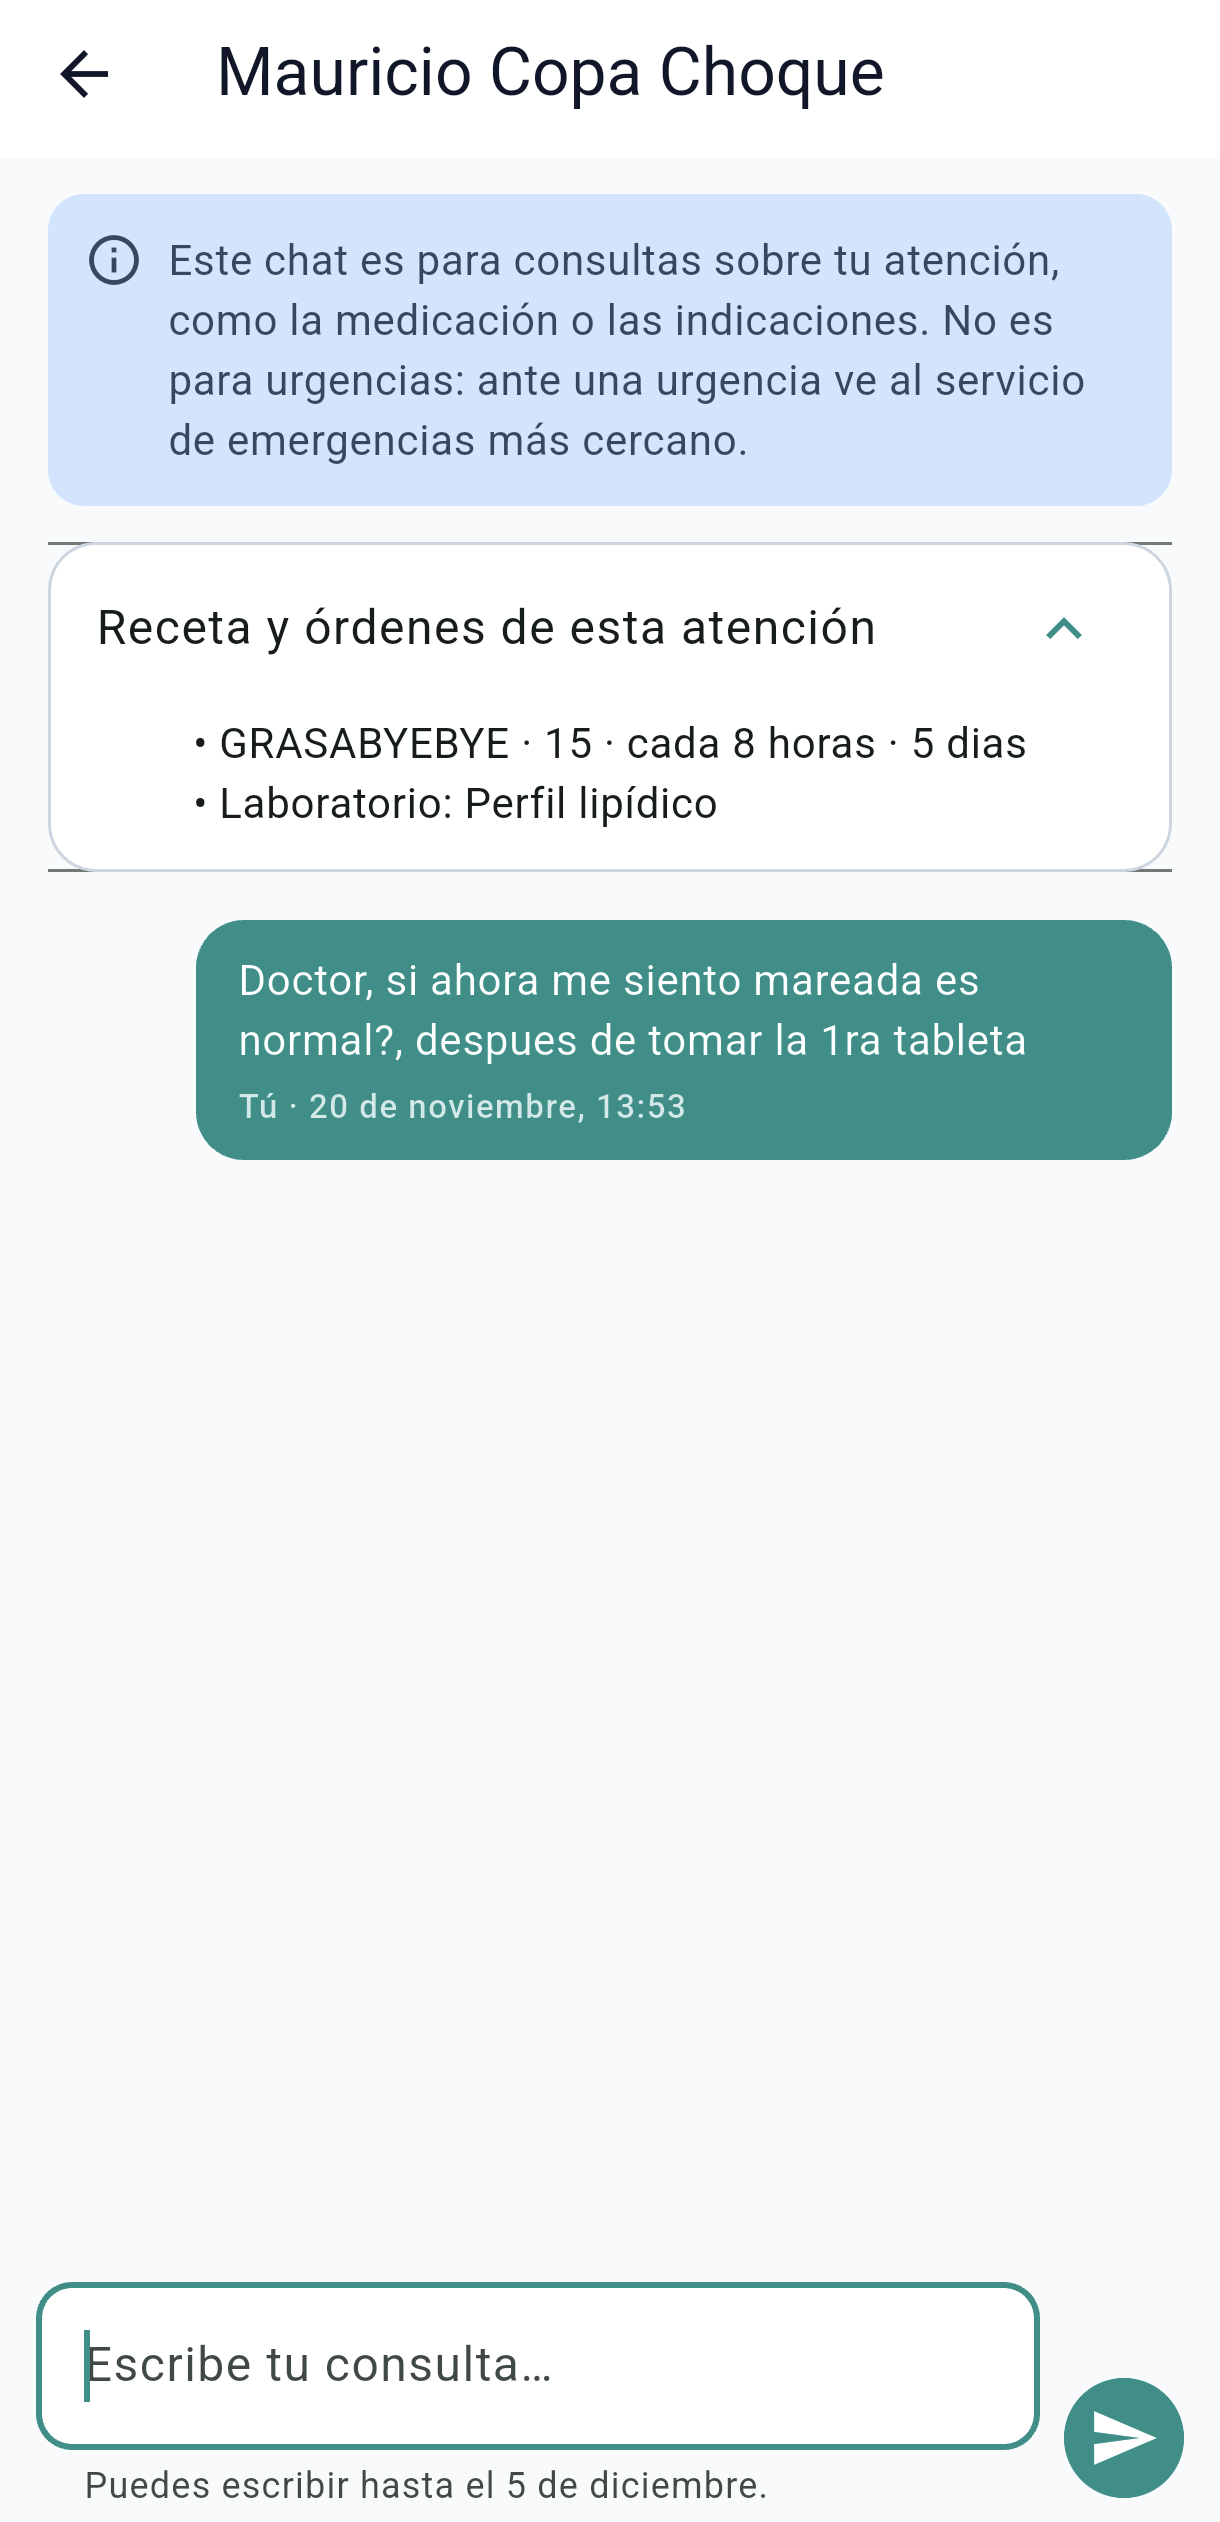 Mauricio Copa Choque
Este chat es para consultas sobre tu atención,
como la medicación o las indicaciones. No es
para urgencias: ante una urgencia ve al servicio
de emergencias más cercano.
Receta y órdenes de esta atención
• GRASABYEBYE · 15 · cada 8 horas · 5 dias
• Laboratorio: Perfil lipídico
Doctor, si ahora me siento mareada es
normal?, despues de tomar la 1ra tableta
Tú · 20 de noviembre, 13:53
Escribe tu consulta...
Puedes escribir hasta el 5 de diciembre.